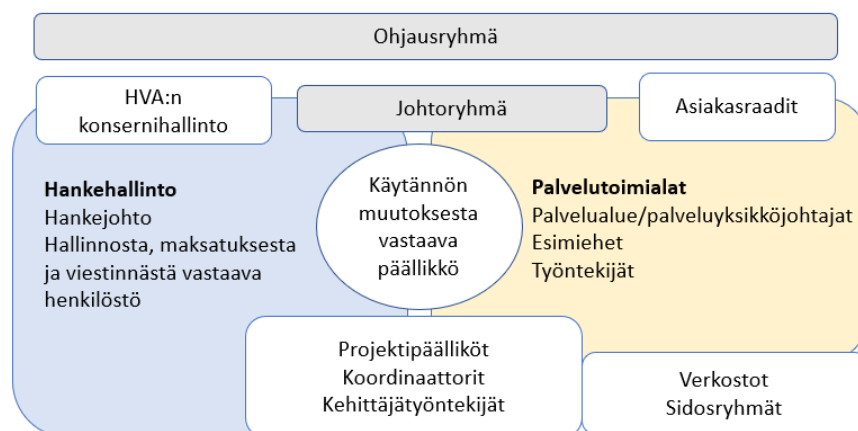 Ohjausryhmä
HVA:n
konsernihallinto
Johtoryhmä
Asiakasraadit
Hankehallinto
Hankejohto
Hallinnosta, maksatuksesta
ja viestinnästä vastaava
henkilöstö
Käytännön
muutoksesta
vastaava
päällikkö
Palvelutoimialat
Palvelualue/palveluyksikköjohtajat
Esimiehet
Työntekijät
Projektipäälliköt
Koordinaattorit
Kehittäjätyöntekijät
Verkostot
Sidosryhmät